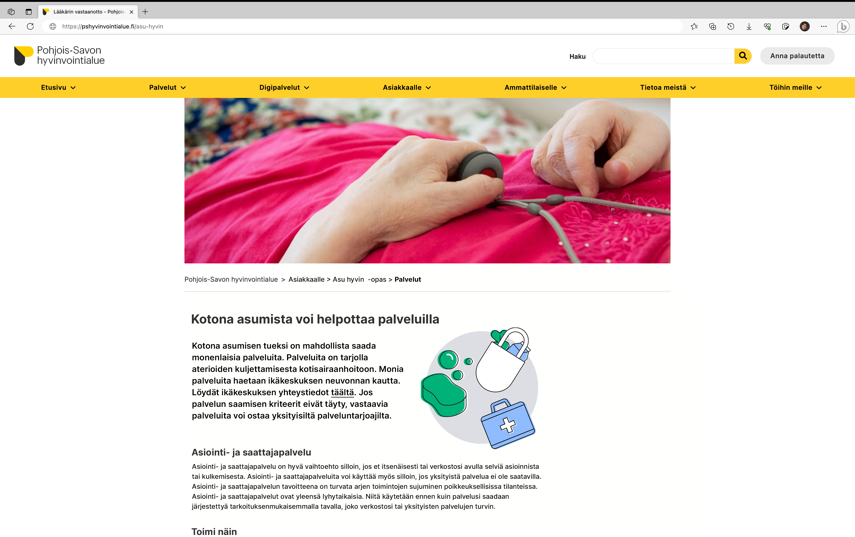 Lääkärin vastaanotto - Pohjois-
https://pshyvinvointialue.fi/asu-hyvin
Pohjois-Savon
hyvinvointialue
Haku
Anna palautetta
Etusivu
Palvelut
Digipalvelut
Asiakkaalle
Ammattilaiselle
Tietoa meistä
Töihin meille
Pohjois-Savon hyvinvointialue > Asiakkaalle > Asu hyvin -opas > Palvelut
Kotona asumista voi helpottaa palveluilla
Kotona asumisen tueksi on mahdollista saada
monenlaisia palveluita. Palveluita on tarjolla
aterioiden kuljettamisesta kotisairaanhoitoon. Monia
palveluita haetaan ikäkeskuksen neuvonnan kautta.
Löydät ikäkeskuksen yhteystiedot täältä. Jos
palvelun saamisen kriteerit eivät täyty, vastaavia
palveluita voi ostaa yksityisiltä palveluntarjoajilta.
Asiointi- ja saattajapalvelu
Asiointi- ja saattajapalvelu on hyvä vaihtoehto silloin, jos et itsenäisesti tai verkostosi avulla selviä asioinnista
tai kulkemisesta. Asiointi- ja saattajapalveluita voi käyttää myös silloin, jos yksityistä palvelua ei ole saatavilla.
Asiointi- ja saattajapalvelun tavoitteena on turvata arjen toimintojen sujuminen poikkeuksellisissa tilanteissa.
Asiointi- ja saattajapalvelut ovat yleensä lyhytaikaisia. Niitä käytetään ennen kuin palvelusi saadaan
järjestettyä tarkoituksenmukaisemmalla tavalla, joko verkostosi tai yksityisten palvelujen turvin.
Toimi näin